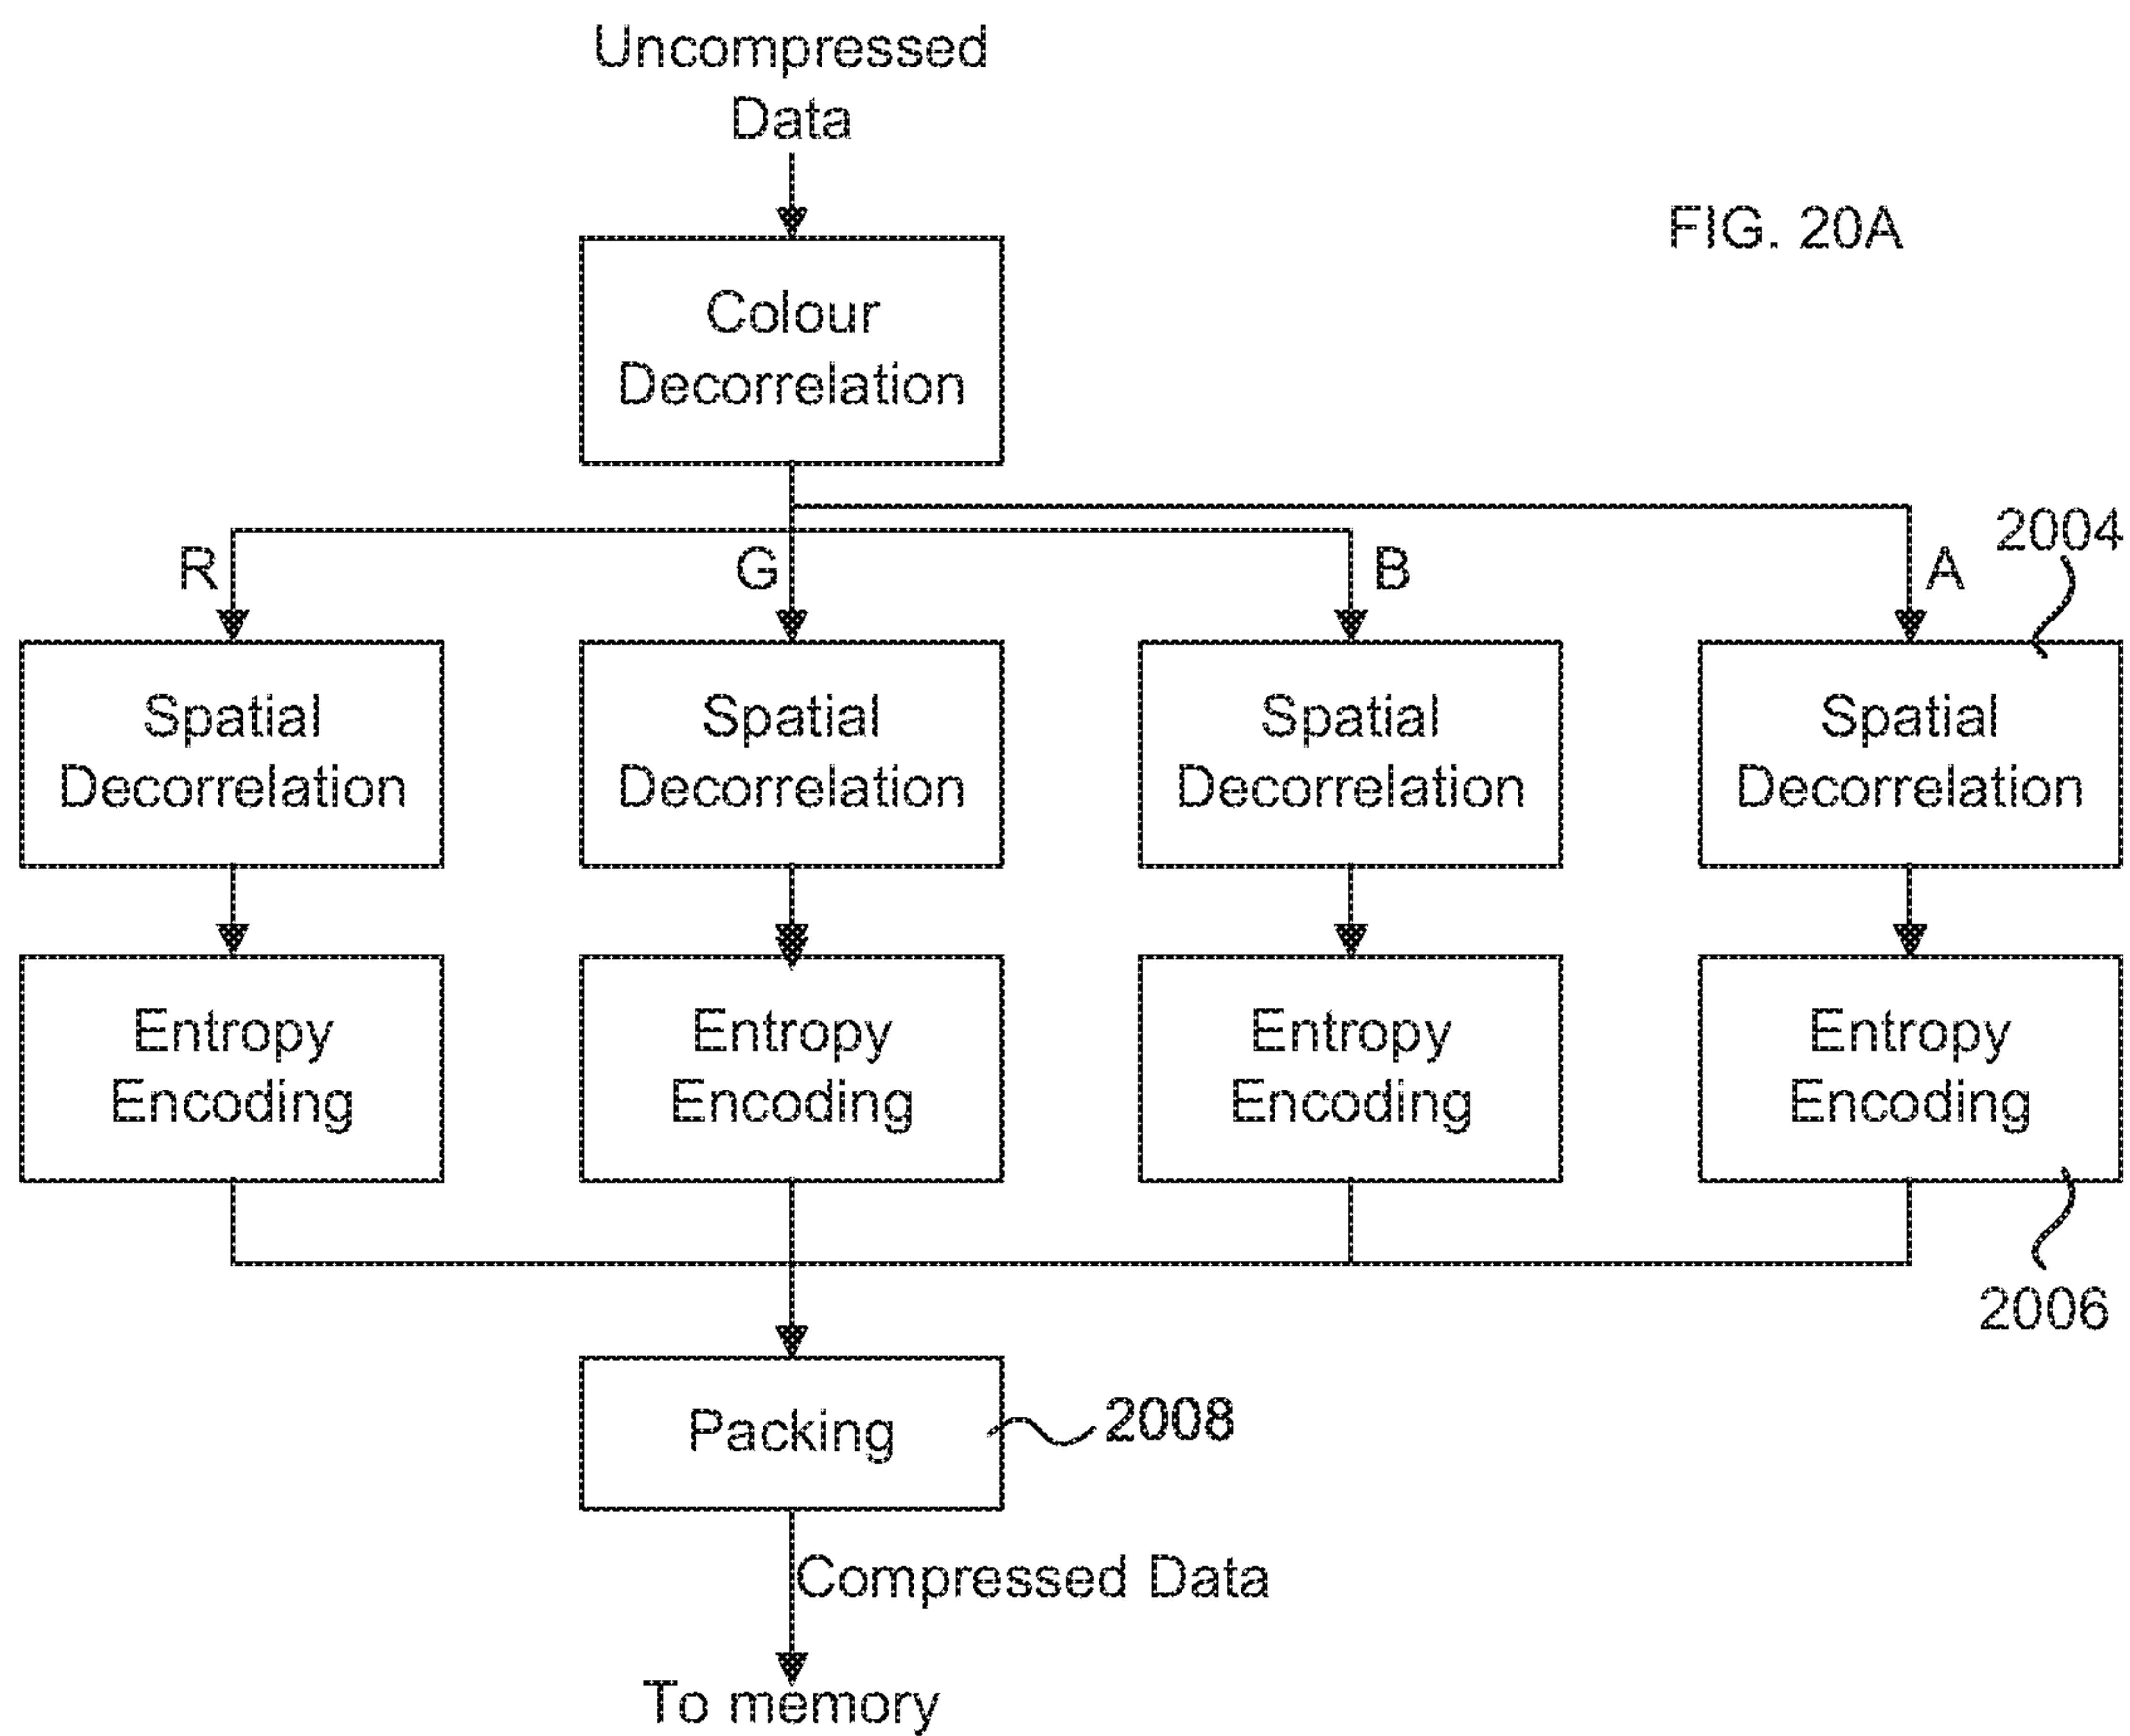 Uncompressed
Data
FIG. 20A
Colour
Decorrelation
2004
R
G
B
A
Spatial
Decorrelation
Spatial
Decorrelation
Spatial
Decorrelation
Spatial
Decorrelation
Entropy
Encoding
Entropy
Encoding
Entropy
Encoding
Entropy
Encoding
2006
Packing
2008
Compressed Data
To memory